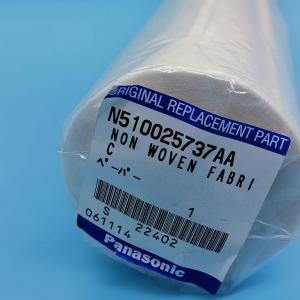 ORIGINAL REPLACEMENT PART
N510025737AA
NON WOVEN FABRI
C
ペーパー
1
S 22402
061114
Panasonic